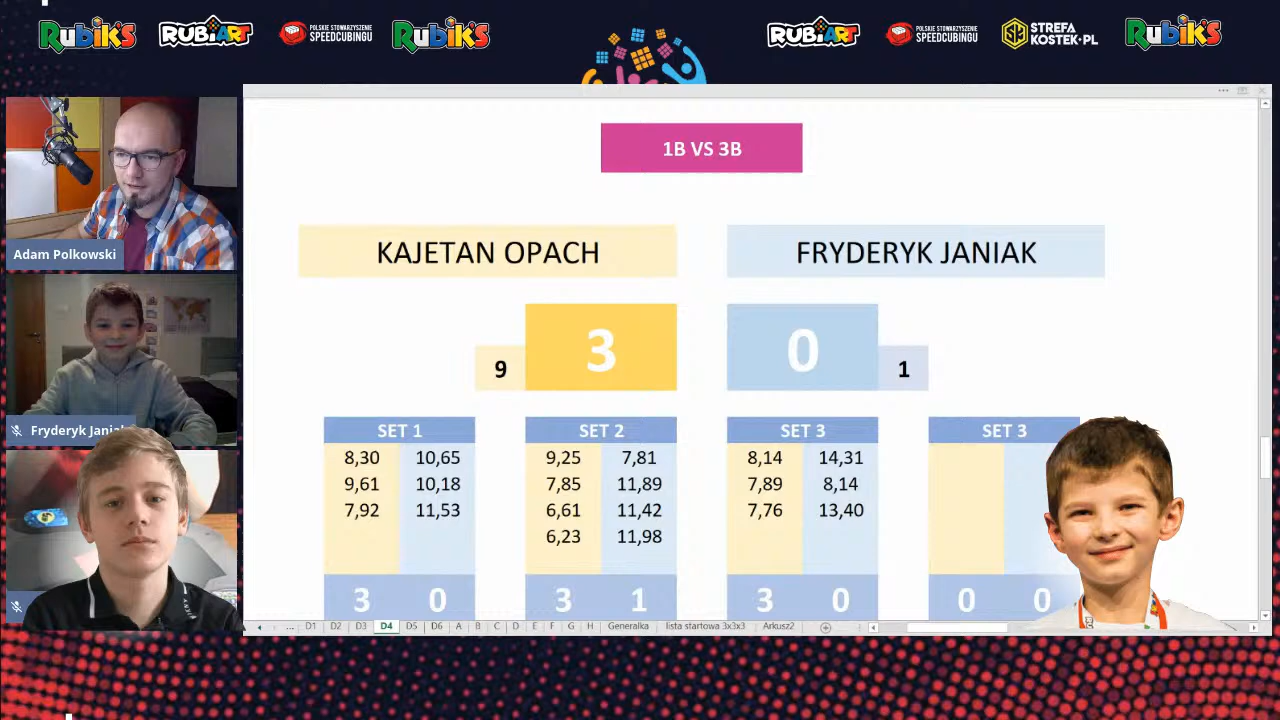 Rubik's RUBiART POLSKIE STOWARZYSZENIE SPEEDCUBINGU Rubik's RUBiART POLSKIE STOWARZYSZENIE SPEEDCUBINGU SK STREFA KOSTEK.PL Rubik's
1B VS 3B
KAJETAN OPACH FRYDERYK JANIAK
Adam Polkowski
9 3 0 1
SET 1 SET 2 SET 3 SET 3
Fryderyk Jania
8,30 10,65 9,25 7,81 8,14 14,31
9,61 10,18 7,85 11,89 7,89 8,14
7,92 11,53 6,61 11,42 7,76 13,40
6,23 11,98
3 0 3 1 3 0 0 0
... D1 D2 D3 D4 D5 D6 A B C D E F G H Generalka lista startowa 3x3x3 Arkusz2